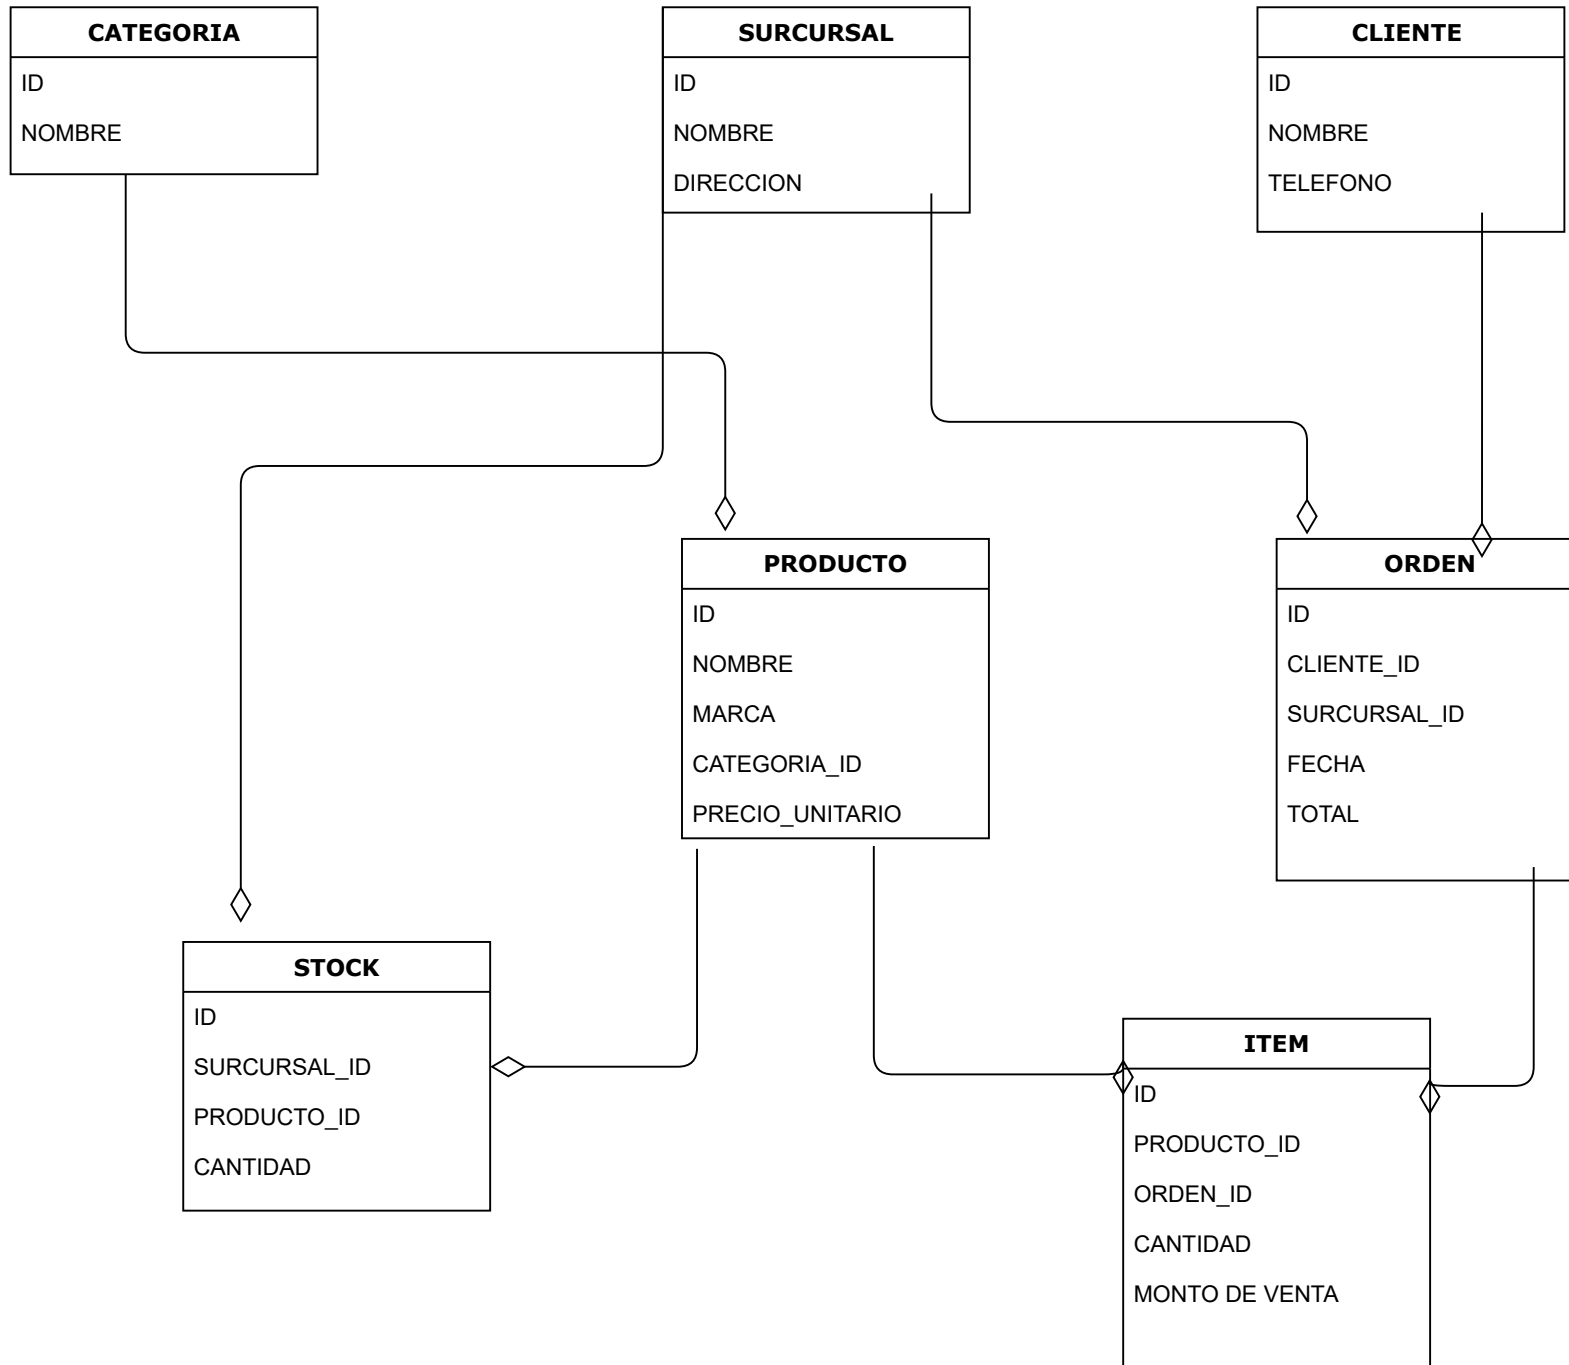 CATEGORIA
ID
NOMBRE
SURCURSAL
ID
NOMBRE
DIRECCION
CLIENTE
ID
NOMBRE
TELEFONO
PRODUCTO
ID
NOMBRE
MARCA
CATEGORIA_ID
PRECIO_UNITARIO
ORDEN
ID
CLIENTE_ID
SURCURSAL_ID
FECHA
TOTAL
STOCK
ID
SURCURSAL_ID
PRODUCTO_ID
CANTIDAD
ITEM
ID
PRODUCTO_ID
ORDEN_ID
CANTIDAD
MONTO DE VENTA